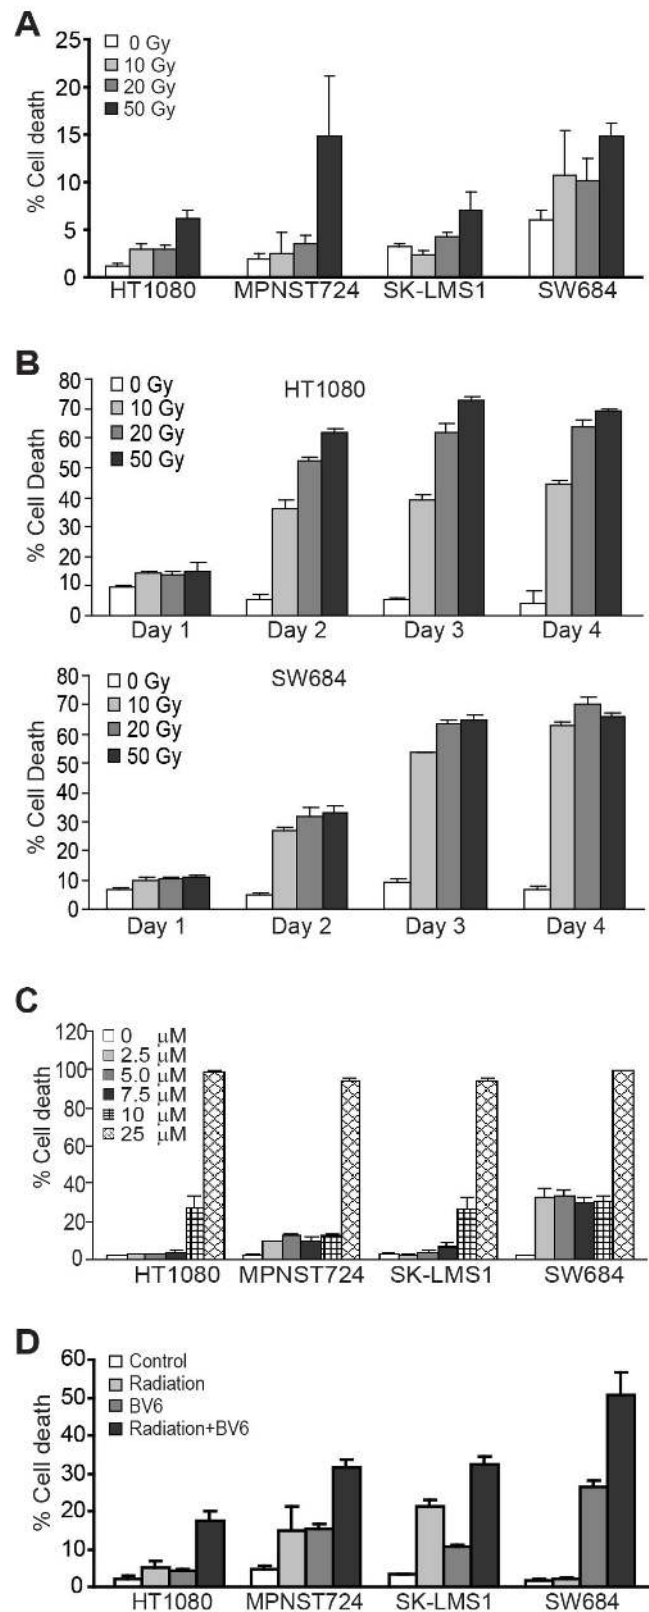 A
25
20
15
10
5
0
% Cell death
0 Gy
10 Gy
20 Gy
50 Gy
HT1080 MPNST724 SK-LMS1 SW684
B
80
70
60
50
40
30
20
10
0
% Cell Death
0 Gy
10 Gy
20 Gy
50 Gy
HT1080
Day 1 Day 2 Day 3 Day 4
80
70
60
50
40
30
20
10
0
% Cell Death
0 Gy
10 Gy
20 Gy
50 Gy
SW684
Day 1 Day 2 Day 3 Day 4
C
120
100
80
60
40
20
0
% Cell death
0 μM
2.5 μM
5.0 μM
7.5 μM
10 μM
25 μM
HT1080 MPNST724 SK-LMS1 SW684
D
60
50
40
30
20
10
0
% Cell death
Control
Radiation
BV6
Radiation+BV6
HT1080 MPNST724 SK-LMS1 SW684